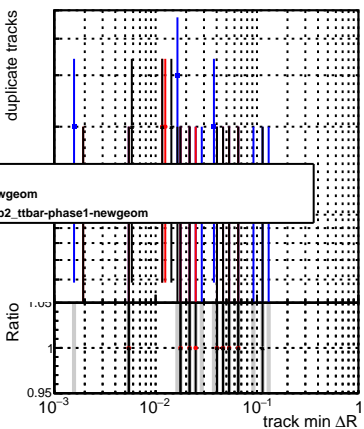 duplicate tracks
wgeom
p2_ttbar-phase1-newgeom
Ratio
1.05
1
0.95
10⁻³
10⁻²
10⁻¹
1
track min ΔR